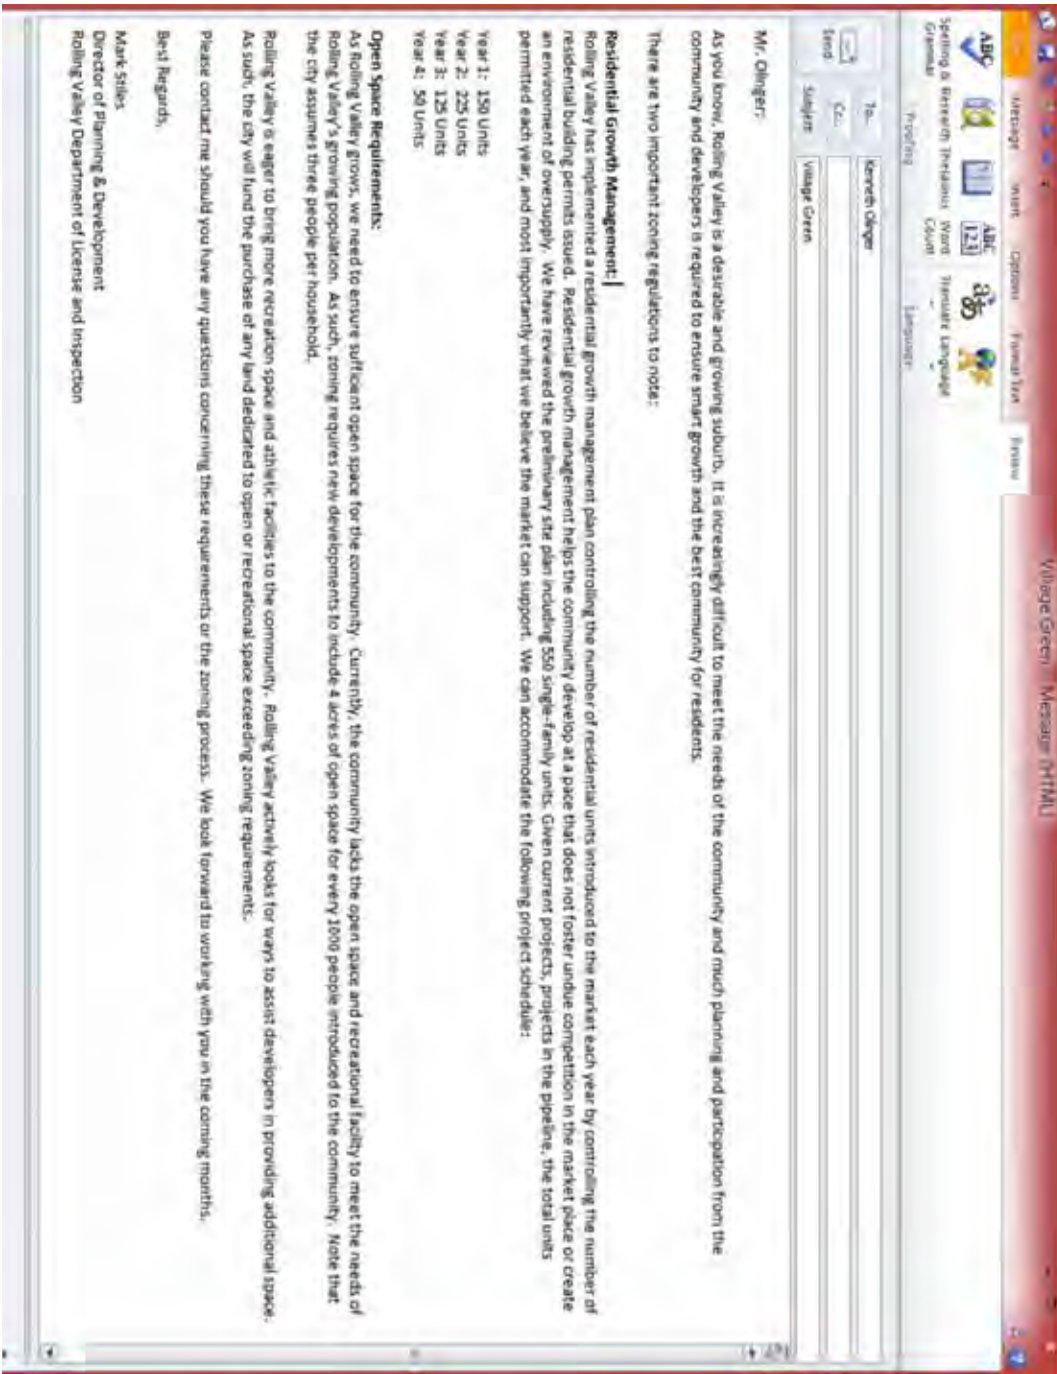 Village Green - Message (HTML)
Message Insert Options Format Text Review
ABC ABC 123
Spelling & Grammar Research Thesaurus Word Count Translate Language
Proofing Language
Send
To... Kenneth Olinger
Cc...
Subject: Village Green
Mr. Olinger:
As you know, Rolling Valley is a desirable and growing suburb. It is increasingly difficult to meet the needs of the community and much planning and participation from the
community and developers is required to ensure smart growth and the best community for residents.
There are two important zoning regulations to note:
Residential Growth Management:
Rolling Valley has implemented a residential growth management plan controlling the number of residential units introduced to the market each year by controlling the number of
residential building permits issued. Residential growth management helps the community develop at a pace that does not foster undue competition in the market place or create
an environment of oversupply. We have reviewed the preliminary site plan including 550 single-family units. Given current projects, projects in the pipeline, the total units
permitted each year, and most importantly what we believe the market can support. We can accommodate the following project schedule:
Year 1: 150 Units
Year 2: 225 Units
Year 3: 125 Units
Year 4: 50 Units
Open Space Requirements:
As Rolling Valley grows, we need to ensure sufficient open space for the community. Currently, the community lacks the open space and recreational facility to meet the needs of
Rolling Valley's growing population. As such, zoning requires new developments to include 4 acres of open space for every 1000 people introduced to the community. Note that
the city assumes three people per household.
Rolling Valley is eager to bring more recreation space and athletic facilities to the community. Rolling Valley actively looks for ways to assist developers in providing additional space.
As such, the city will fund the purchase of any land dedicated to open or recreational space exceeding zoning requirements.
Please contact me should you have any questions concerning these requirements or the zoning process. We look forward to working with you in the coming months.
Best Regards,
Mark Stiles
Director of Planning & Development
Rolling Valley Department of License and Inspection